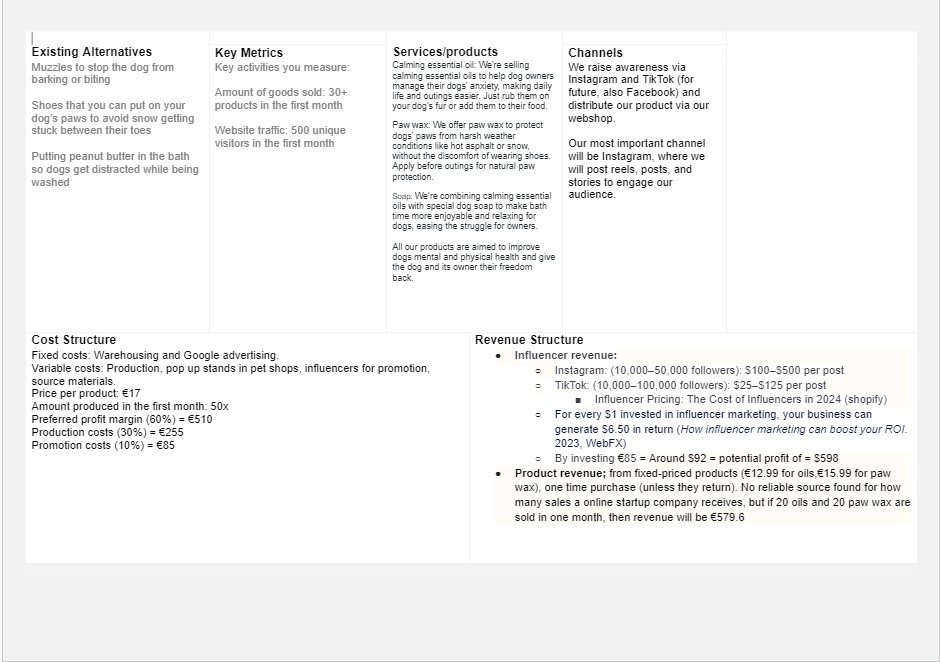 Existing Alternatives
Muzzles to stop the dog from
barking or biting
Shoes that you can put on your
dog's paws to avoid snow getting
stuck between their toes
Putting peanut butter in the bath
so dogs get distracted while being
washed
Key Metrics
Key activities you measure:
Amount of goods sold: 30+
products in the first month
Website traffic: 500 unique
visitors in the first month
Services/products
Calming essential oil: We're selling
calming essential oils to help dog owners
manage their dogs' anxiety, making daily
life and outings easier. Just rub them on
your dog's fur or add them to their food.
Paw wax: We offer paw wax to protect
dogs' paws from harsh weather
conditions like hot asphalt or snow,
without the discomfort of wearing shoes.
Apply before outings for natural paw
protection.
Soap: We're combining calming essential
oils with special dog soap to make bath
time more enjoyable and relaxing for
dogs, easing the struggle for owners.
All our products are aimed to improve
dogs mental and physical health and give
the dog and its owner their freedom
back.
Channels
We raise awareness via
Instagram and TikTok (for
future, also Facebook) and
distribute our product via our
webshop.
Our most important channel
will be Instagram, where we
will post reels, posts, and
stories to engage our
audience.
Cost Structure
Fixed costs: Warehousing and Google advertising.
Variable costs: Production, pop up stands in pet shops, influencers for promotion,
source materials.
Price per product: €17
Amount produced in the first month: 50x
Preferred profit margin (60%) = €510
Production costs (30%) = €255
Promotion costs (10%) = €85
Revenue Structure
• Influencer revenue:
○ Instagram: (10,000–50,000 followers): $100–$500 per post
○ TikTok: (10,000–100,000 followers): $25–$125 per post
■ Influencer Pricing: The Cost of Influencers in 2024 (shopify)
○ For every $1 invested in influencer marketing, your business can
generate $6.50 in return (How influencer marketing can boost your ROI.
2023, WebFX)
○ By investing €85 = Around $92 = potential profit of = $598
• Product revenue; from fixed-priced products (€12.99 for oils,€15.99 for paw
wax), one time purchase (unless they return). No reliable source found for how
many sales a online startup company receives, but if 20 oils and 20 paw wax are
sold in one month, then revenue will be €579.6